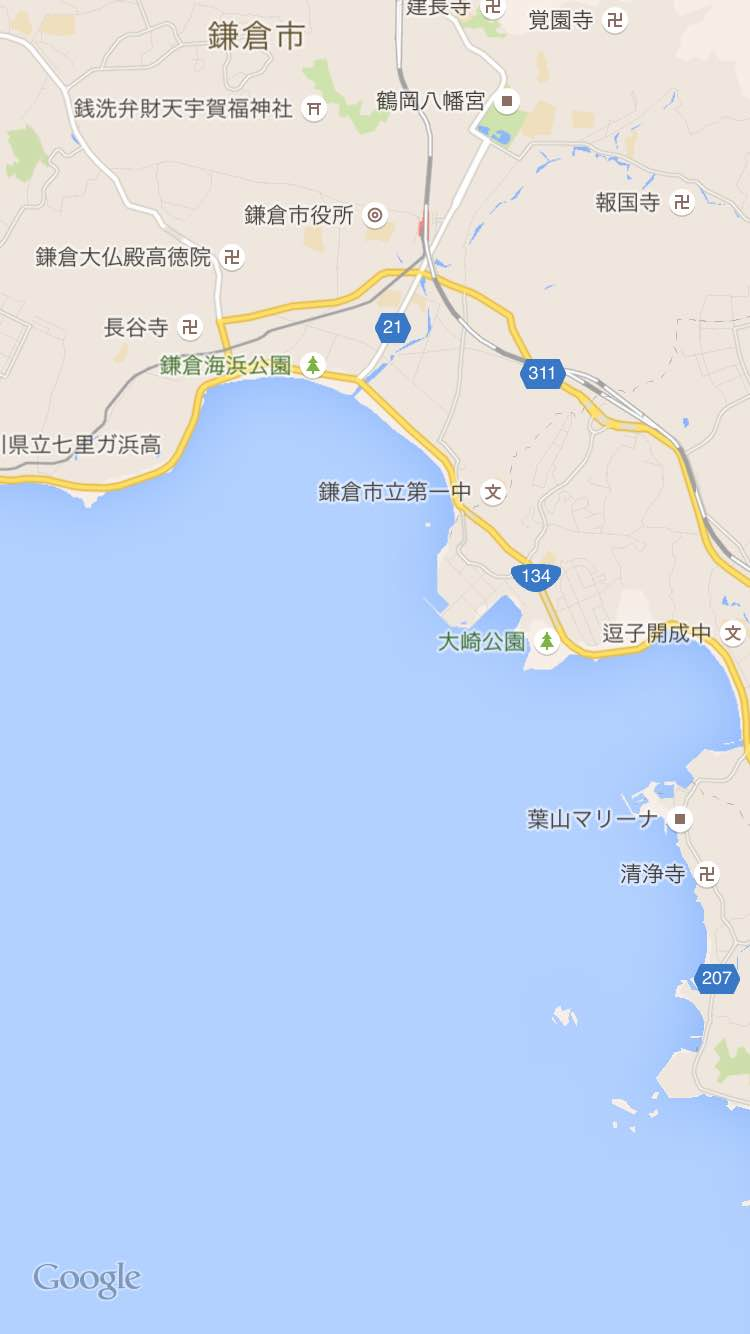 建長寺
覚園寺
鎌倉市
鶴岡八幡宮
銭洗弁財天宇賀福神社
報国寺
鎌倉市役所
鎌倉大仏殿高徳院
長谷寺
21
鎌倉海浜公園
311
川県立七里ガ浜高
鎌倉市立第一中
文
134
逗子開成中
文
大崎公園
葉山マリーナ
清浄寺
207
Google